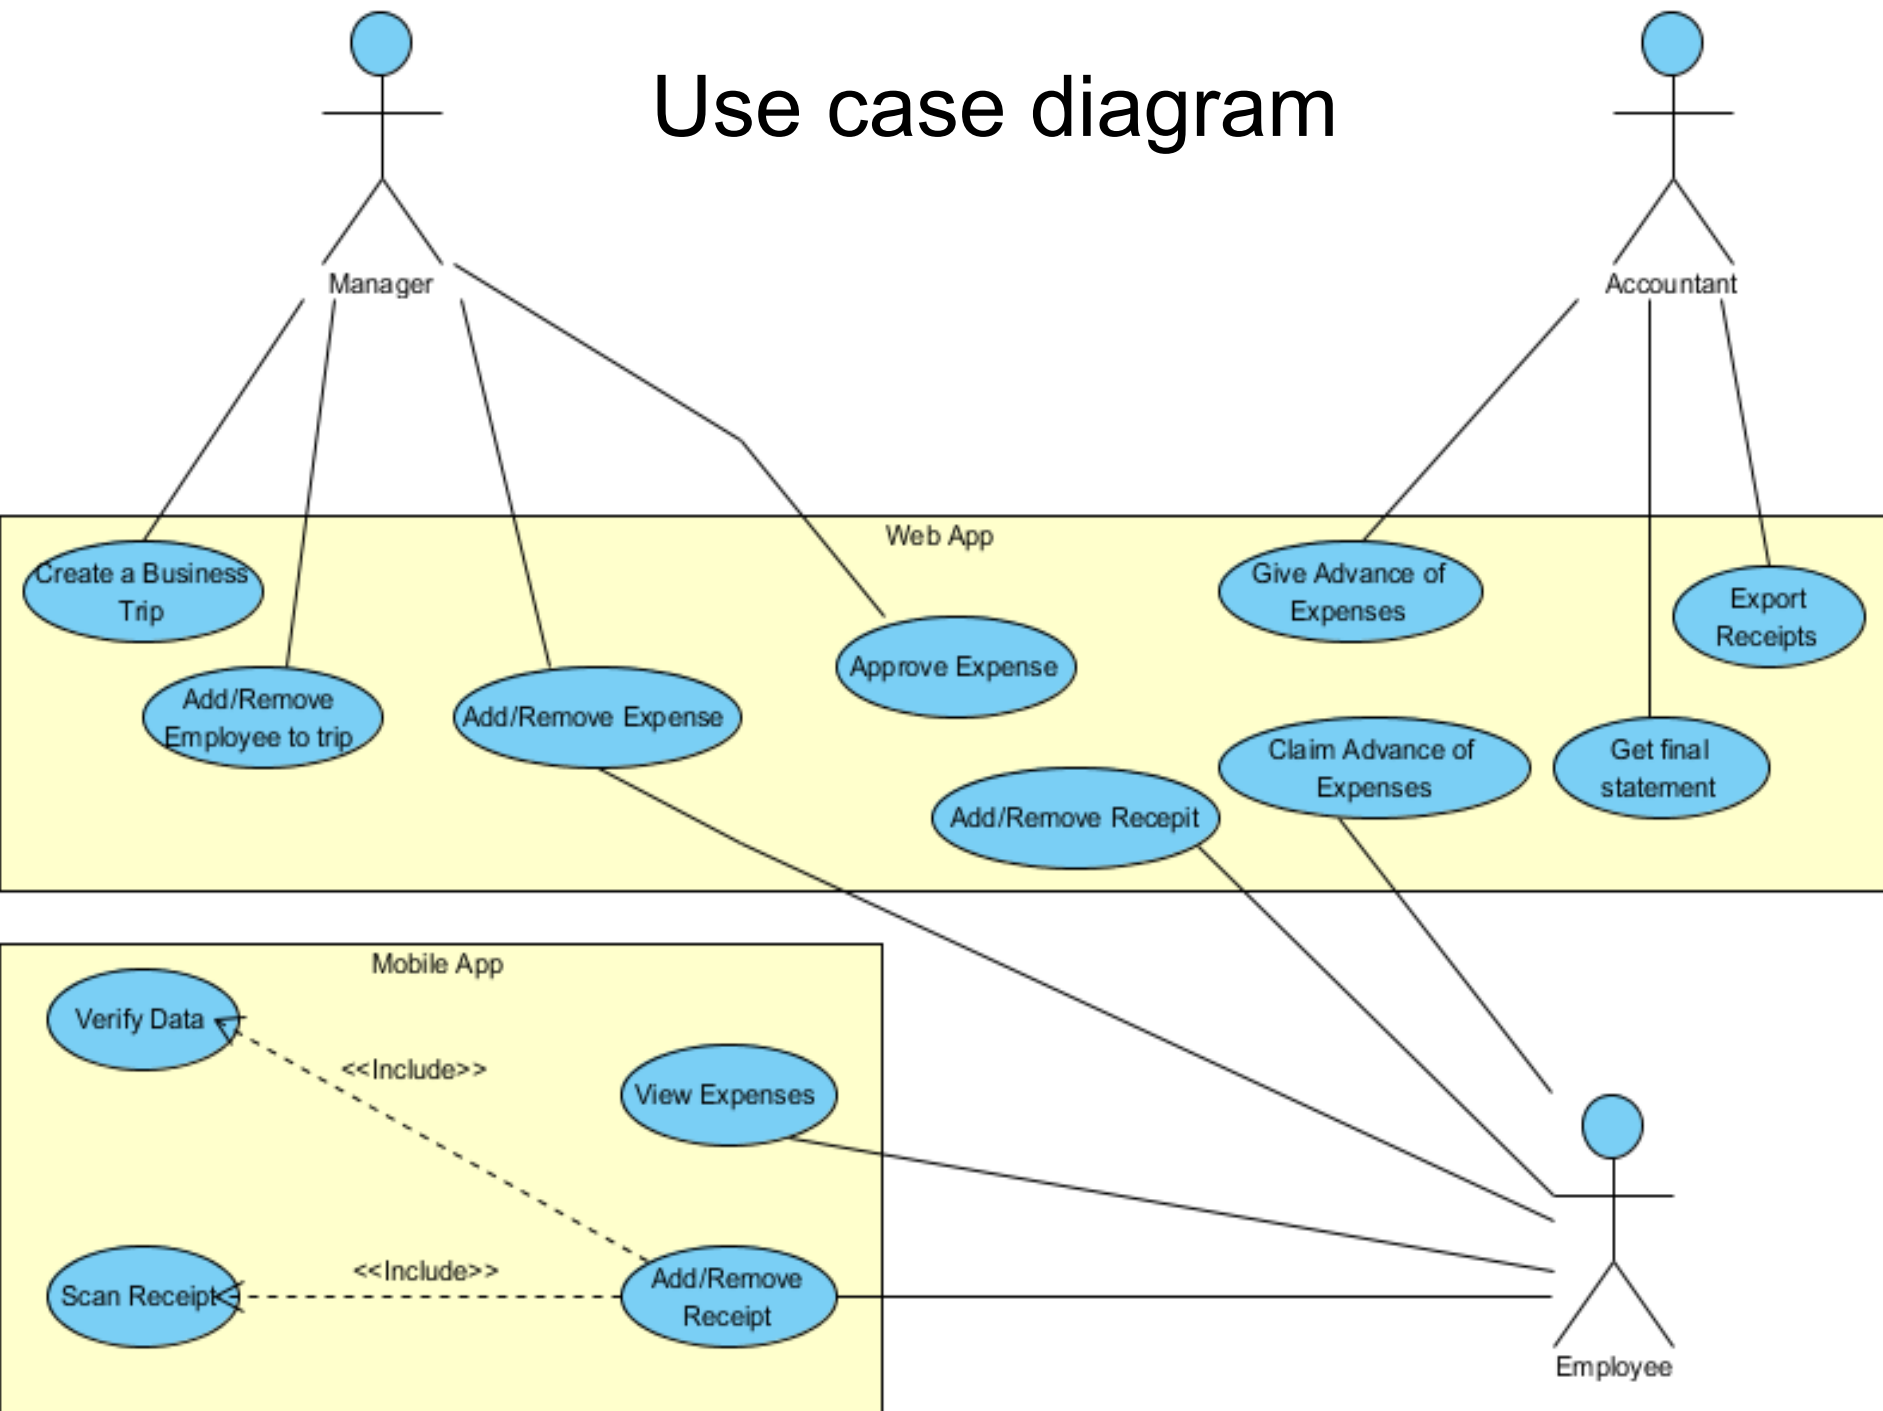 Use case diagram
Manager
Accountant
Web App
Create a Business
Trip
Give Advance of
Expenses
Export
Receipts
Approve Expense
Add/Remove
Employee to trip
Add/Remove Expense
Claim Advance of
Expenses
Get final
statement
Add/Remove Recepit
Mobile App
Verify Data
<<Include>>
View Expenses
<<Include>>
Scan Receipt
Add/Remove
Receipt
Employee